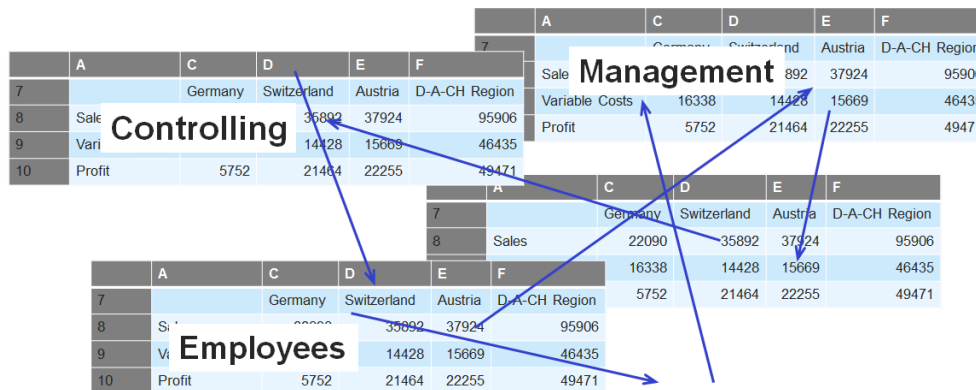 A C D E F
7 Germany Switzerland Austria D-A-CH Region
Sale 892 37924 95906
Management
Variable Costs 16338 14428 15669 46435
Profit 5752 21464 22255 49471
A C D E F
7 Germany Switzerland Austria D-A-CH Region
8 Sale 35892 37924 95906
Controlling
9 Vari 14428 15669 46435
10 Profit 5752 21464 22255 49471
A C D E F
7 Germany Switzerland Austria D-A-CH Region
8 Sales 22090 35892 37924 95906
16338 14428 15669 46435
5752 21464 22255 49471
A C D E F
7 Germany Switzerland Austria D-A-CH Region
8 35892 37924 95906
Employees
9 14428 15669 46435
10 Profit 5752 21464 22255 49471